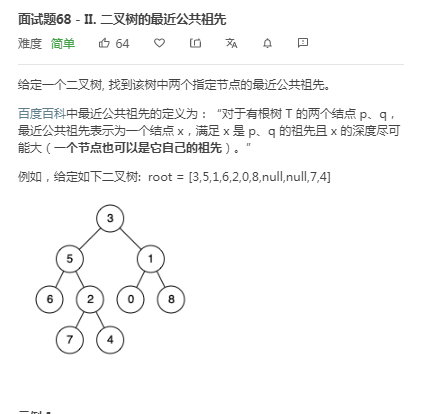 面试题68 - II. 二叉树的最近公共祖先
难度 简单 64
给定一个二叉树, 找到该树中两个指定节点的最近公共祖先。
百度百科中最近公共祖先的定义为：“对于有根树 T 的两个结点 p、q，
最近公共祖先表示为一个结点 x，满足 x 是 p、q 的祖先且 x 的深度尽可
能大（一个节点也可以是它自己的祖先）。”
例如，给定如下二叉树: root = [3,5,1,6,2,0,8,null,null,7,4]
3
5 1
6 2 0 8
7 4